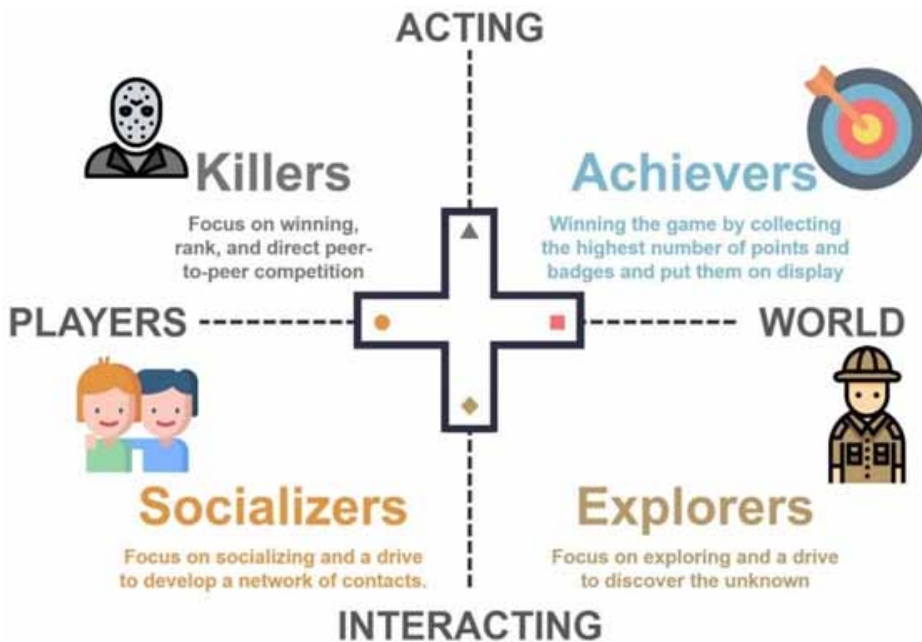 ACTING
Killers
Focus on winning,
rank, and direct peer-
to-peer competition
Achievers
Winning the game by collecting
the highest number of points and
badges and put them on display
PLAYERS
WORLD
Socializers
Focus on socializing and a drive
to develop a network of contacts.
Explorers
Focus on exploring and a drive
to discover the unknown
INTERACTING